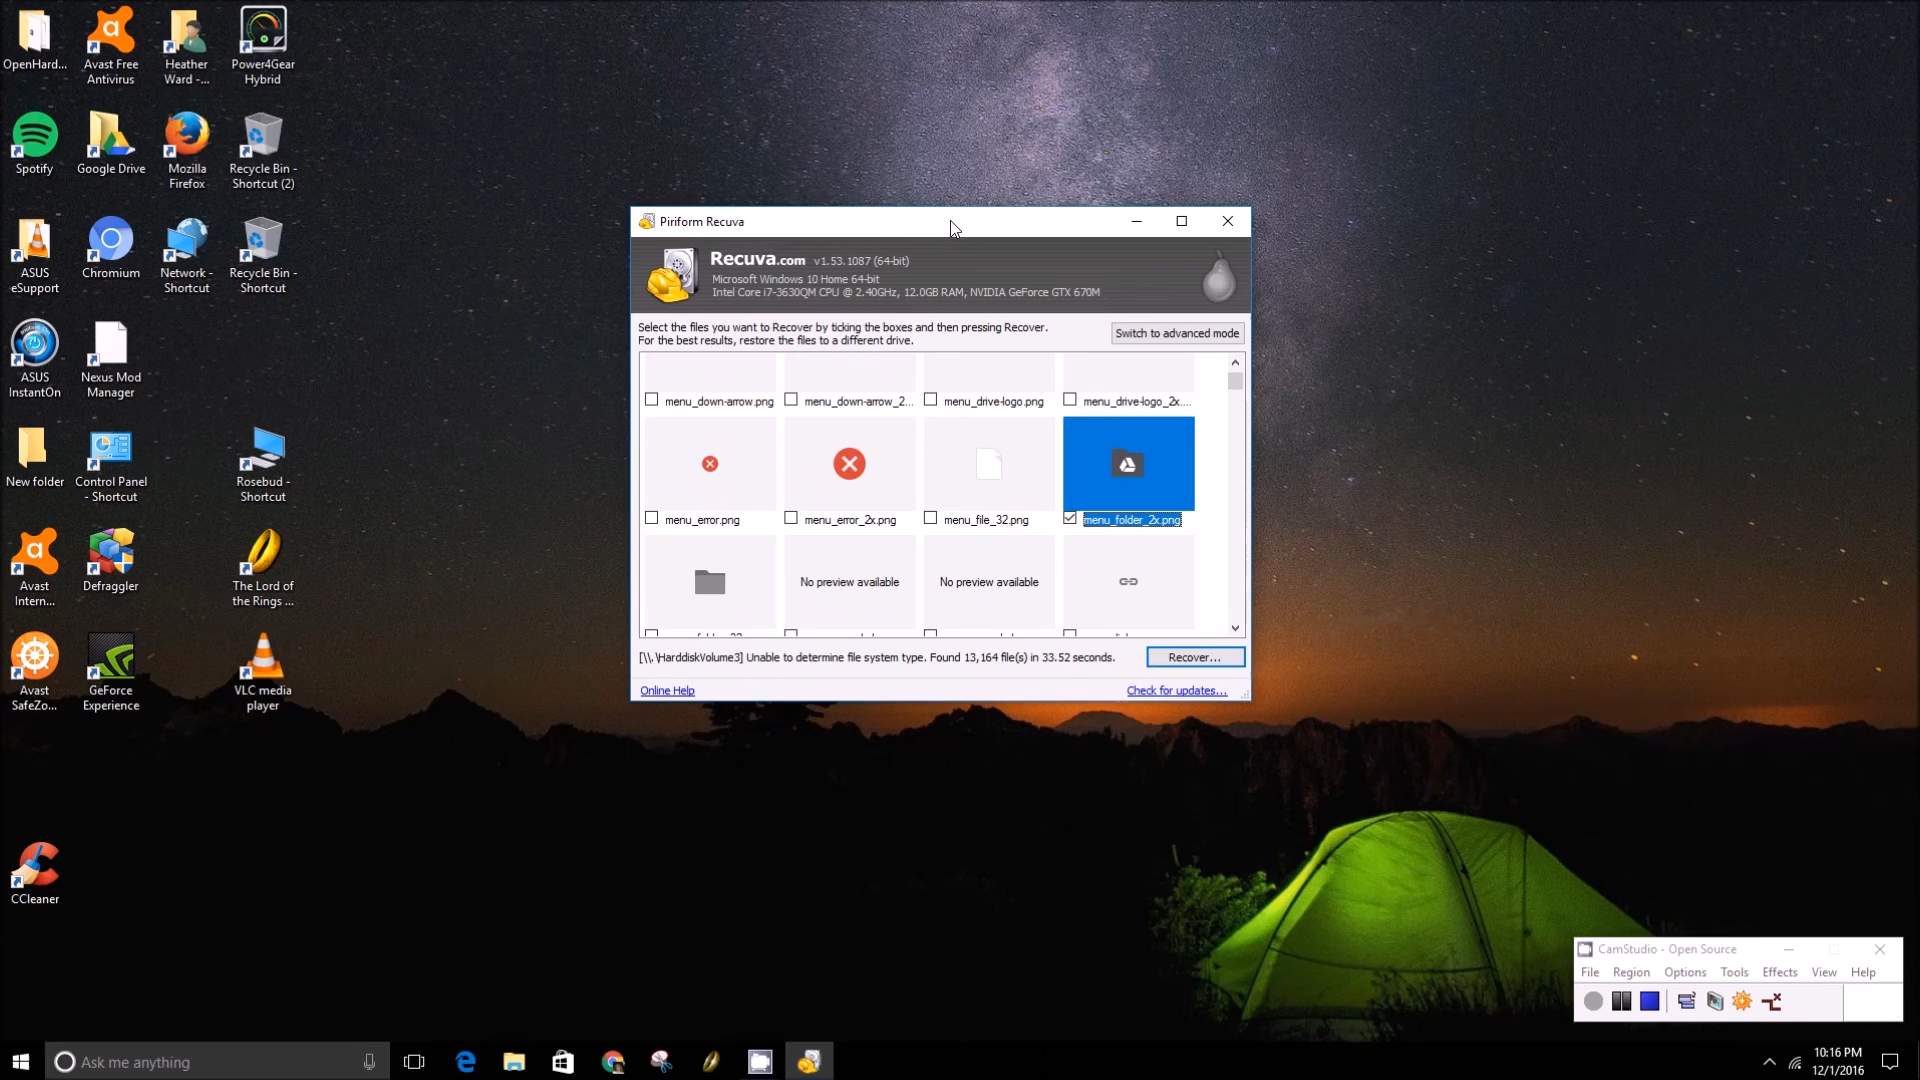 OpenHard...
Avast Free
Antivirus
Heather
Ward -...
Power4Gear
Hybrid
Spotify
Google Drive
Mozilla
Firefox
Recycle Bin -
Shortcut (2)
ASUS
eSupport
Chromium
Network -
Shortcut
Recycle Bin -
Shortcut
ASUS
InstantOn
Nexus Mod
Manager
New folder
Control Panel
- Shortcut
Rosebud -
Shortcut
Avast
Intern...
Defraggler
The Lord of
the Rings ...
Avast
SafeZo...
GeForce
Experience
VLC media
player
CCleaner
Piriform Recuva
Recuva.com v1.53.1087 (64-bit)
Microsoft Windows 10 Home 64-bit
Intel Core i7-3630QM CPU @ 2.40GHz, 12.0GB RAM, NVIDIA GeForce GTX 670M
Select the files you want to Recover by ticking the boxes and then pressing Recover.
For the best results, restore the files to a different drive.
Switch to advanced mode
menu_down-arrow.png
menu_down-arrow_2...
menu_drive-logo.png
menu_drive-logo_2x....
menu_error.png
menu_error_2x.png
menu_file_32.png
menu_folder_2x.png
No preview available
No preview available
[\\.\HarddiskVolume3] Unable to determine file system type. Found 13,164 file(s) in 33.52 seconds.
Recover...
Online Help
Check for updates...
CamStudio - Open Source
File Region Options Tools Effects View Help
Ask me anything
10:16 PM
12/1/2016